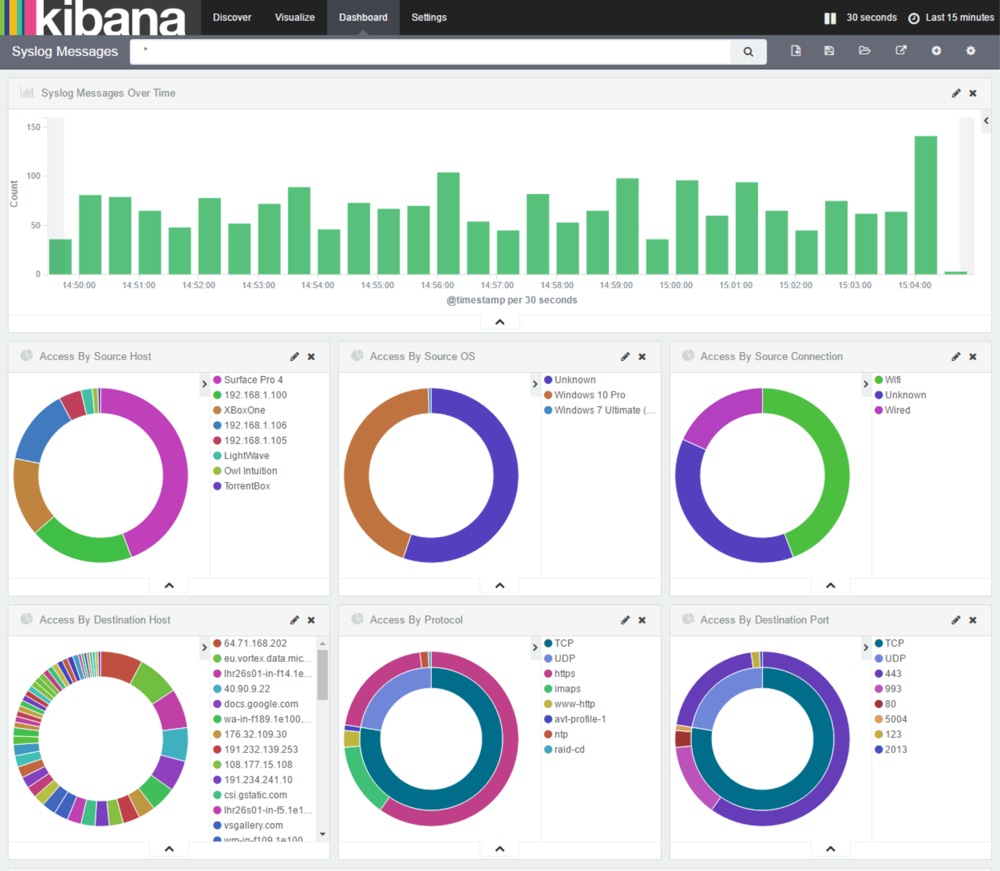 kibana
Discover Visualize Dashboard Settings 30 seconds Last 15 minutes
Syslog Messages *
Syslog Messages Over Time
150
100
50
0
Count
14:50:00 14:51:00 14:52:00 14:53:00 14:54:00 14:55:00 14:56:00 14:57:00 14:58:00 14:59:00 15:00:00 15:01:00 15:02:00 15:03:00 15:04:00
@timestamp per 30 seconds
Access By Source Host
Surface Pro 4
192.168.1.100
XBoxOne
192.168.1.106
192.168.1.105
LightWave
Owl Intuition
TorrentBox
Access By Source OS
Unknown
Windows 10 Pro
Windows 7 Ultimate (...
Access By Source Connection
Wifi
Unknown
Wired
Access By Destination Host
64.71.168.202
eu.vortex.data.mic...
lhr26s01-in-f14.1e...
40.90.9.22
docs.google.com
wa-in-f189.1e100....
176.32.109.30
191.232.139.253
108.177.15.108
191.234.241.10
csi.gstatic.com
lhr26s01-in-f5.1e1...
vsgallery.com
wm-in-f109.1e100
Access By Protocol
TCP
UDP
https
imaps
www-http
avt-profile-1
ntp
raid-cd
Access By Destination Port
TCP
UDP
443
993
80
5004
123
2013